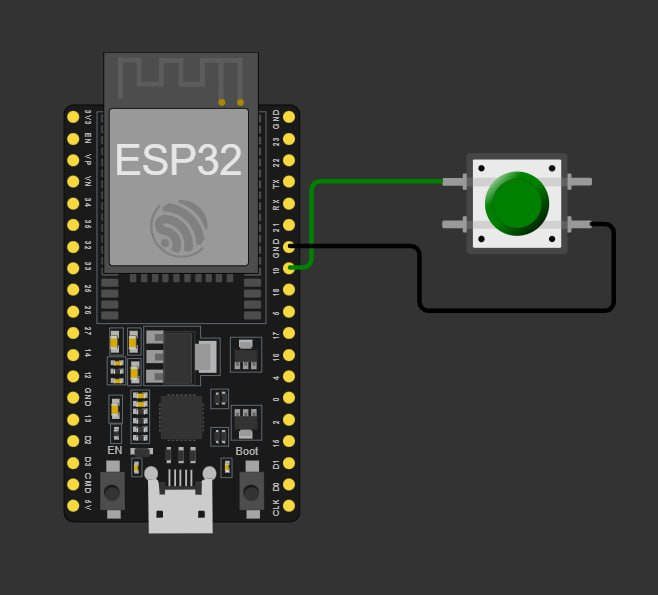 ESP32
3V3
EN
VP
VN
34
35
32
33
25
26
27
14
12
GND
13
D2
D3
CMD
5V
GND
23
22
TX
RX
21
GND
19
18
5
17
16
4
0
2
15
D1
D0
CLK
EN
Boot